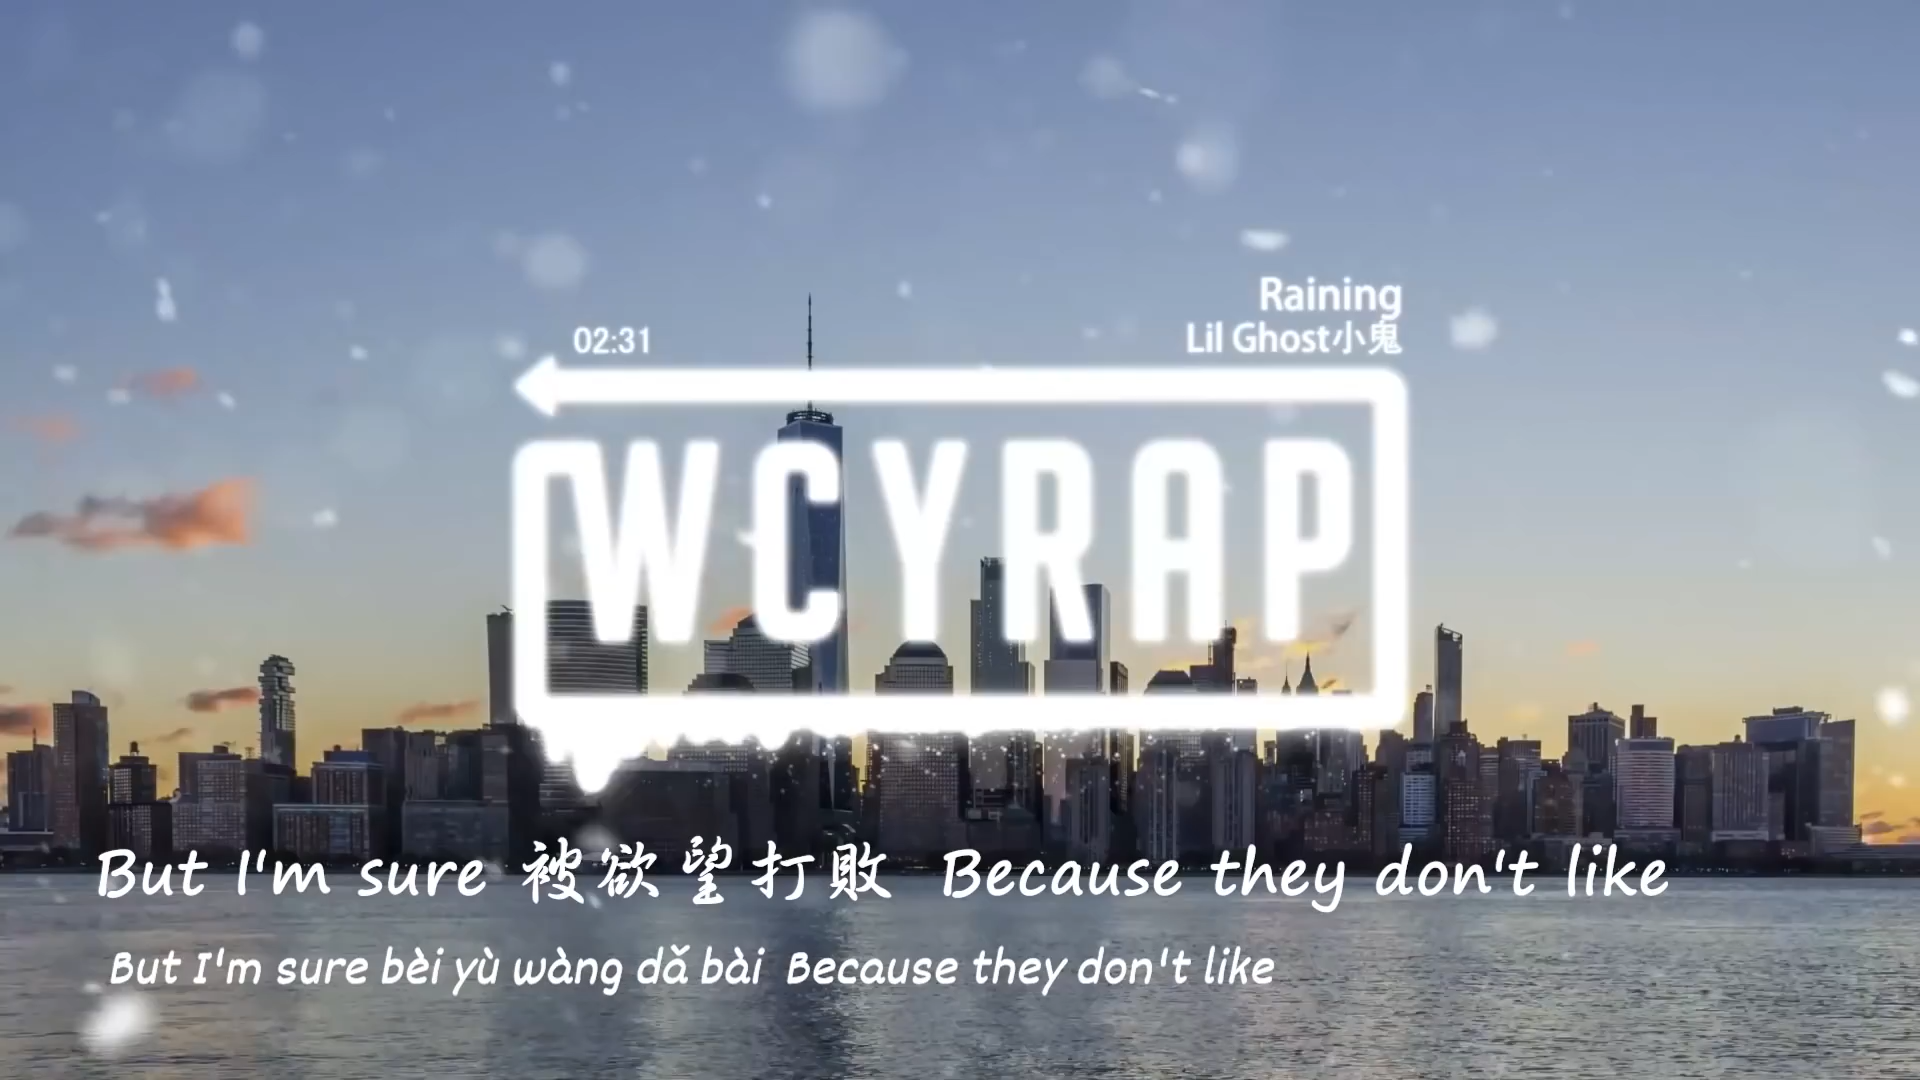 Raining
02:31
Lil Ghost小鬼
WCYRAP
But I'm sure 被欲望打敗 Because they don't like
But I'm sure bèi yù wàng dǎ bài Because they don't like